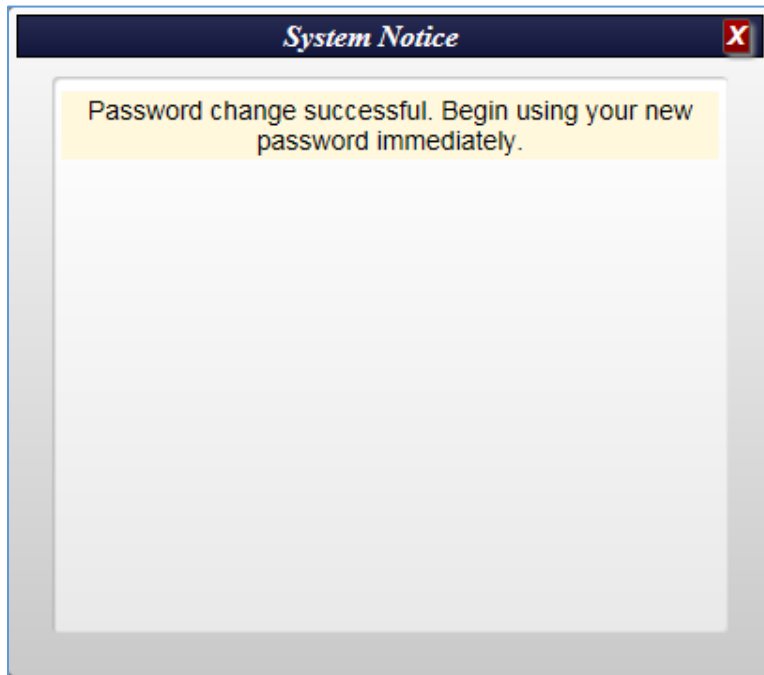 System Notice
X
Password change successful. Begin using your new
password immediately.